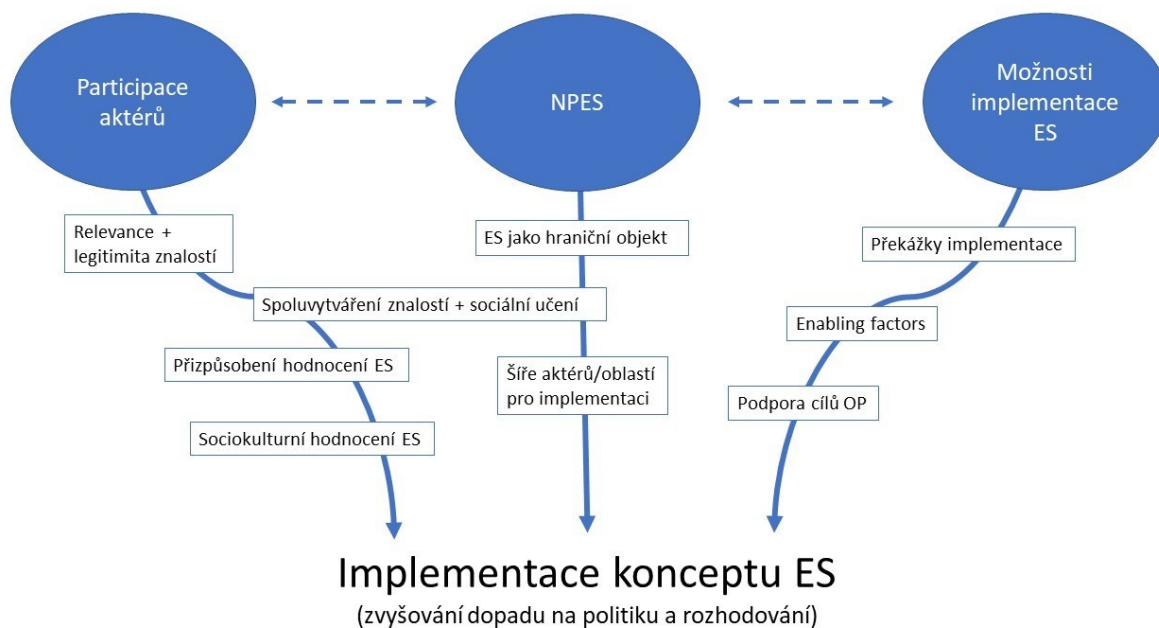 Participace
aktérů
NPES
Možnosti
implementace
ES
Relevance +
legitimita znalostí
ES jako hraniční objekt
Překážky implementace
Spoluvytváření znalostí + sociální učení
Enabling factors
Přizpůsobení hodnocení ES
Šíře aktérů/oblastí
pro implementaci
Podpora cílů OP
Sociokulturní hodnocení ES
Implementace konceptu ES
(zvyšování dopadu na politiku a rozhodování)